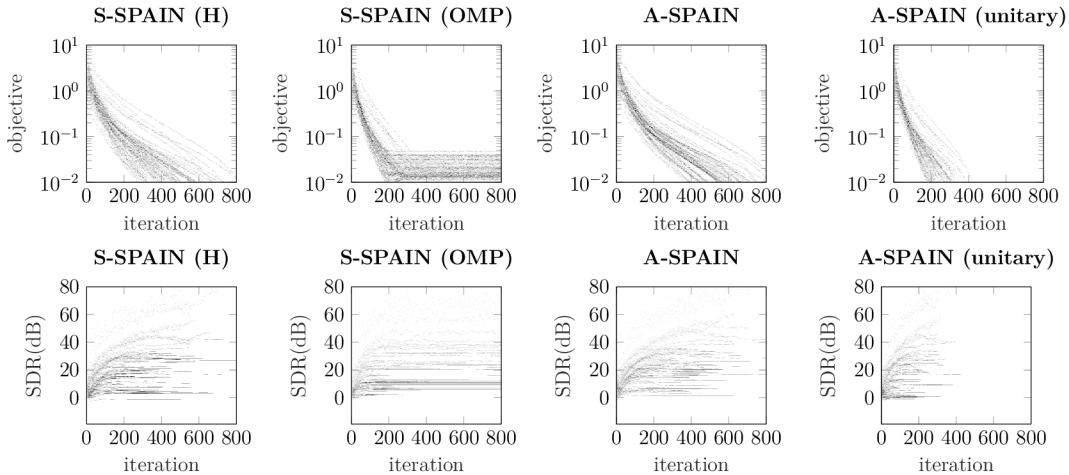 S-SPAIN (H) S-SPAIN (OMP) A-SPAIN A-SPAIN (unitary)
10^1 10^1 10^1 10^1
10^0 10^0 10^0 10^0
10^−1 10^−1 10^−1 10^−1
10^−2 10^−2 10^−2 10^−2
objective objective objective objective
0 200 400 600 800 0 200 400 600 800 0 200 400 600 800 0 200 400 600 800
iteration iteration iteration iteration
S-SPAIN (H) S-SPAIN (OMP) A-SPAIN A-SPAIN (unitary)
80 80 80 80
60 60 60 60
40 40 40 40
20 20 20 20
0 0 0 0
SDR(dB) SDR(dB) SDR(dB) SDR(dB)
0 200 400 600 800 0 200 400 600 800 0 200 400 600 800 0 200 400 600 800
iteration iteration iteration iteration